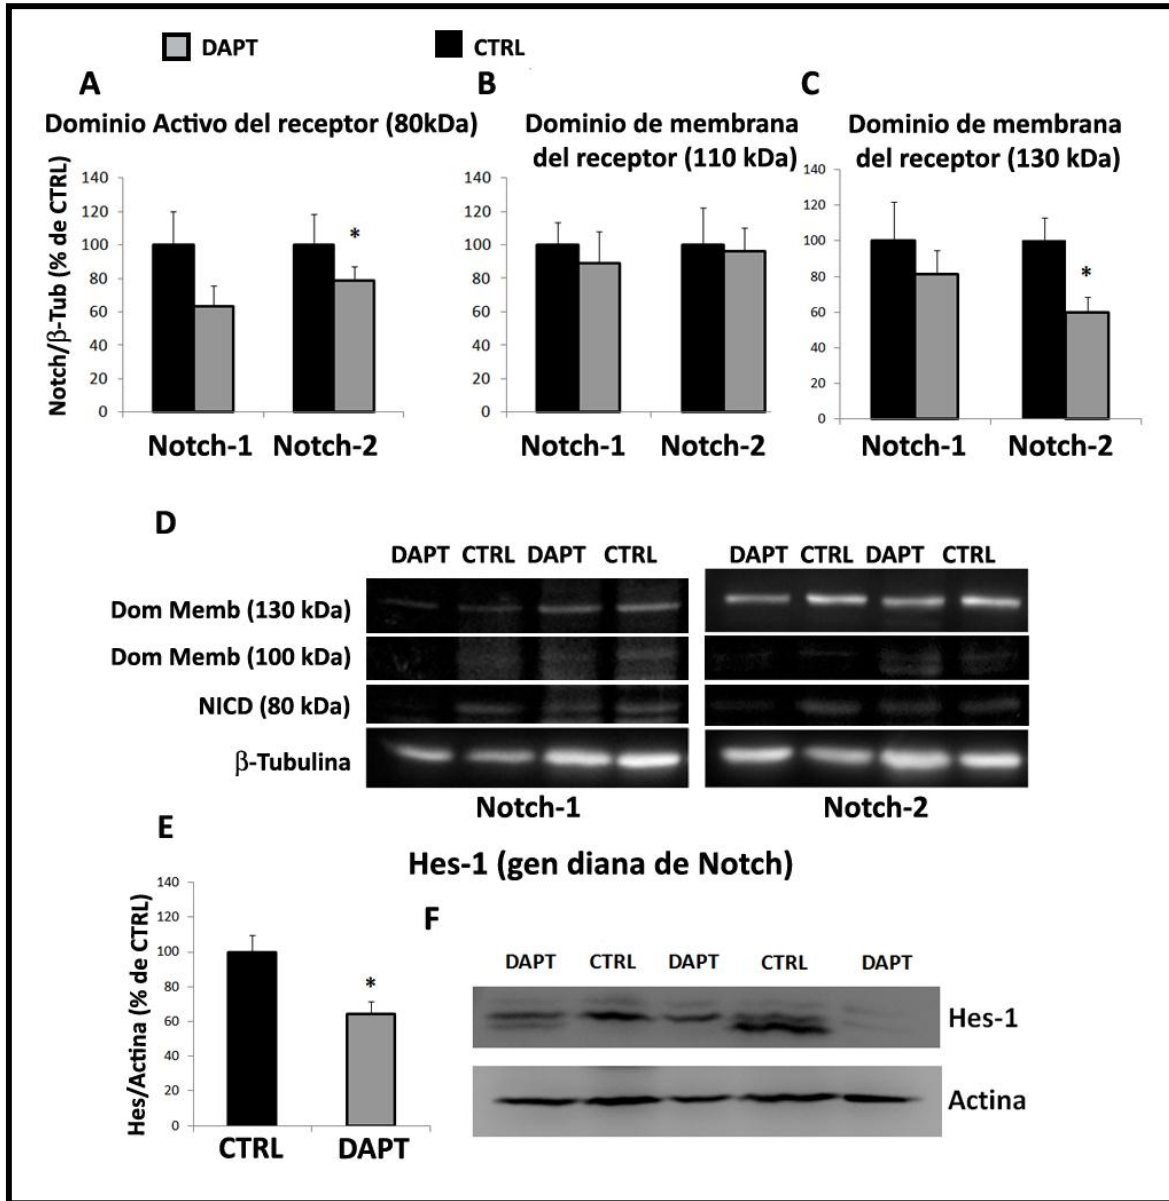 DAPT
CTRL
A
Dominio Activo del receptor (80kDa)
Notch/β-Tub (% de CTRL)
140
120
100
80
60
40
20
0
*
Notch-1 Notch-2
B
Dominio de membrana
del receptor (110 kDa)
140
120
100
80
60
40
20
0
Notch-1 Notch-2
C
Dominio de membrana
del receptor (130 kDa)
140
120
100
80
60
40
20
0
*
Notch-1 Notch-2
D
DAPT CTRL DAPT CTRL
DAPT CTRL DAPT CTRL
Dom Memb (130 kDa)
Dom Memb (100 kDa)
NICD (80 kDa)
β-Tubulina
Notch-1
Notch-2
E
Hes-1 (gen diana de Notch)
Hes/Actina (% de CTRL)
140
120
100
80
60
40
20
0
*
CTRL DAPT
F
DAPT CTRL DAPT CTRL DAPT
Hes-1
Actina